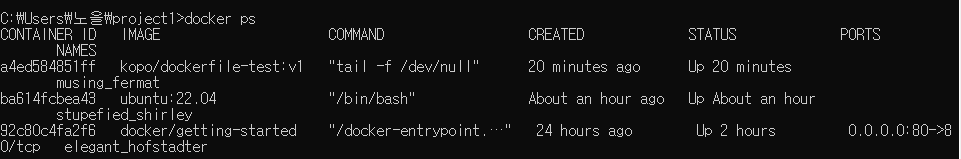 C:₩Users₩노을₩project1>docker ps
CONTAINER ID   IMAGE                    COMMAND                  CREATED             STATUS              PORTS
       NAMES
a4ed584851ff   kopo/dockerfile-test:v1   "tail -f /dev/null"      20 minutes ago      Up 20 minutes
       musing_fermat
ba614fcbea43   ubuntu:22.04             "/bin/bash"              About an hour ago   Up About an hour
       stupefied_shirley
92c80c4fa2f6   docker/getting-started   "/docker-entrypoint.…"   24 hours ago        Up 2 hours          0.0.0.0:80->8
0/tcp   elegant_hofstadter